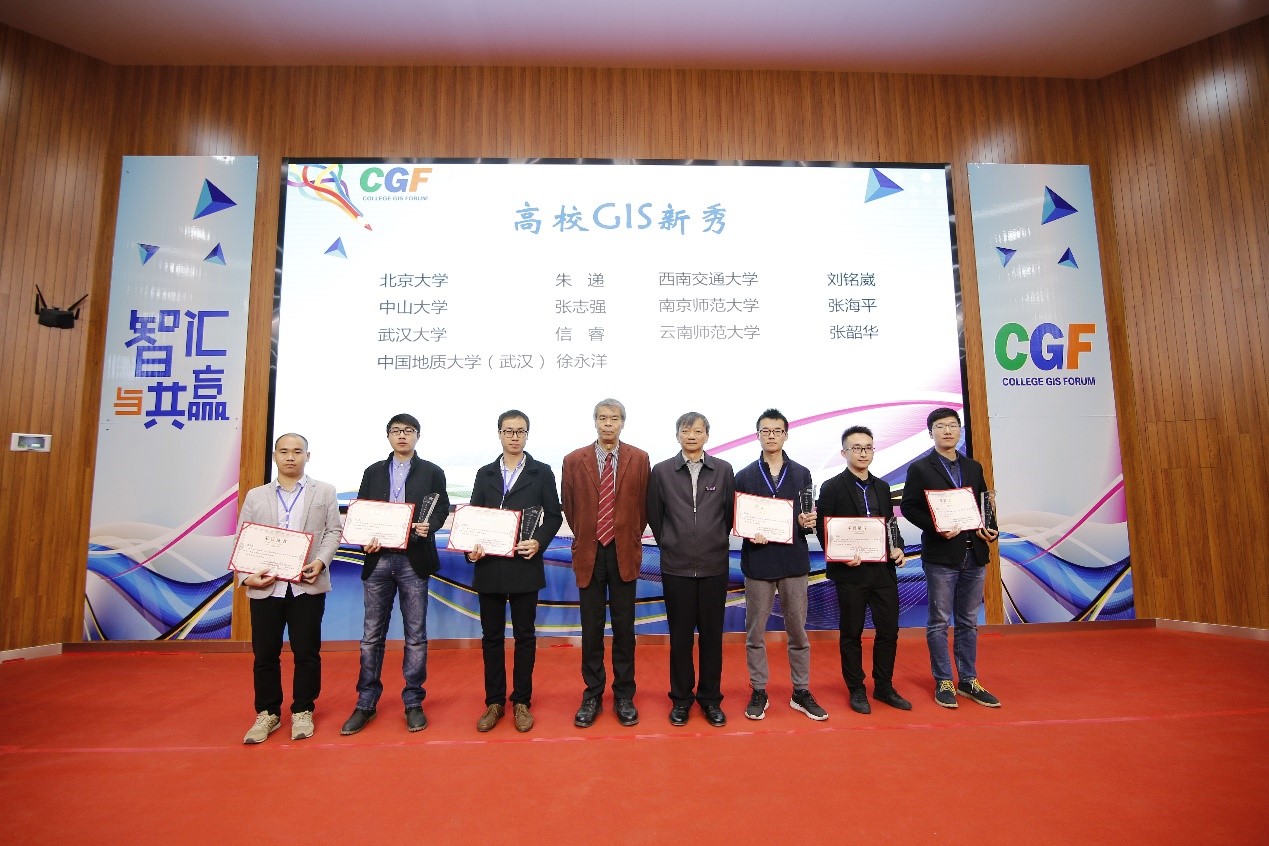 CGF
COLLEGE GIS FORUM
高校GIS新秀
北京大学 朱 递 西南交通大学 刘铭崴
中山大学 张志强 南京师范大学 张海平
武汉大学 信 睿 云南师范大学 张韶华
中国地质大学（武汉）徐永洋
智汇
与共赢
CGF
COLLEGE GIS FORUM